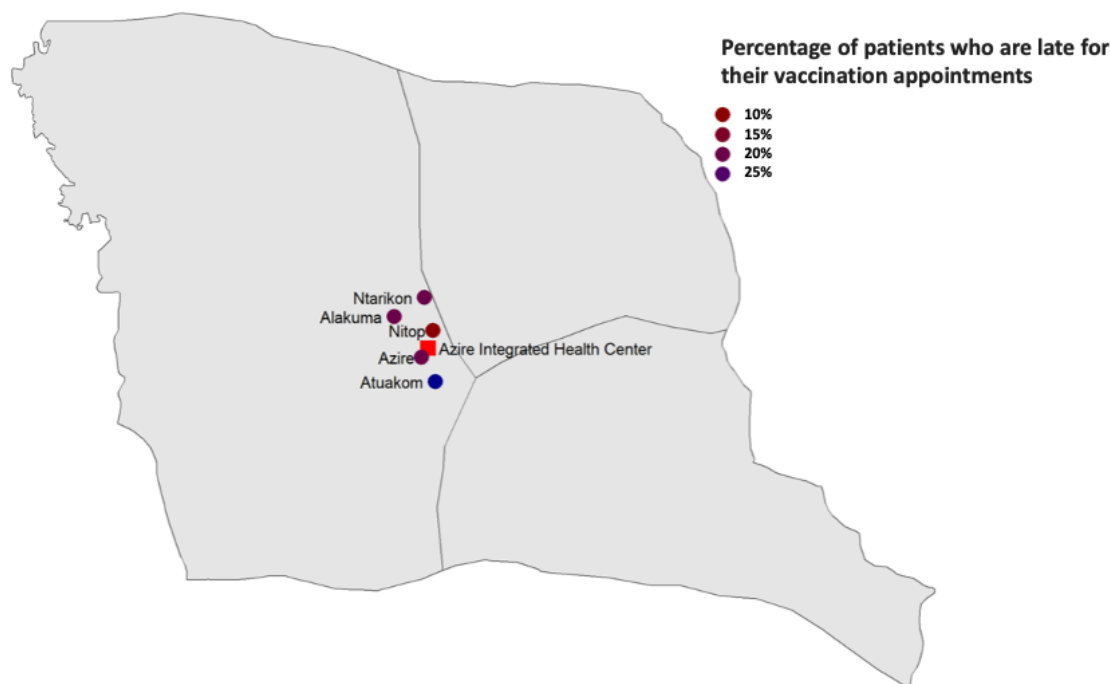 Percentage of patients who are late for
their vaccination appointments
10%
15%
20%
25%
Ntarikon
Alakuma
Nitop
Azire Integrated Health Center
Azire
Atuakom